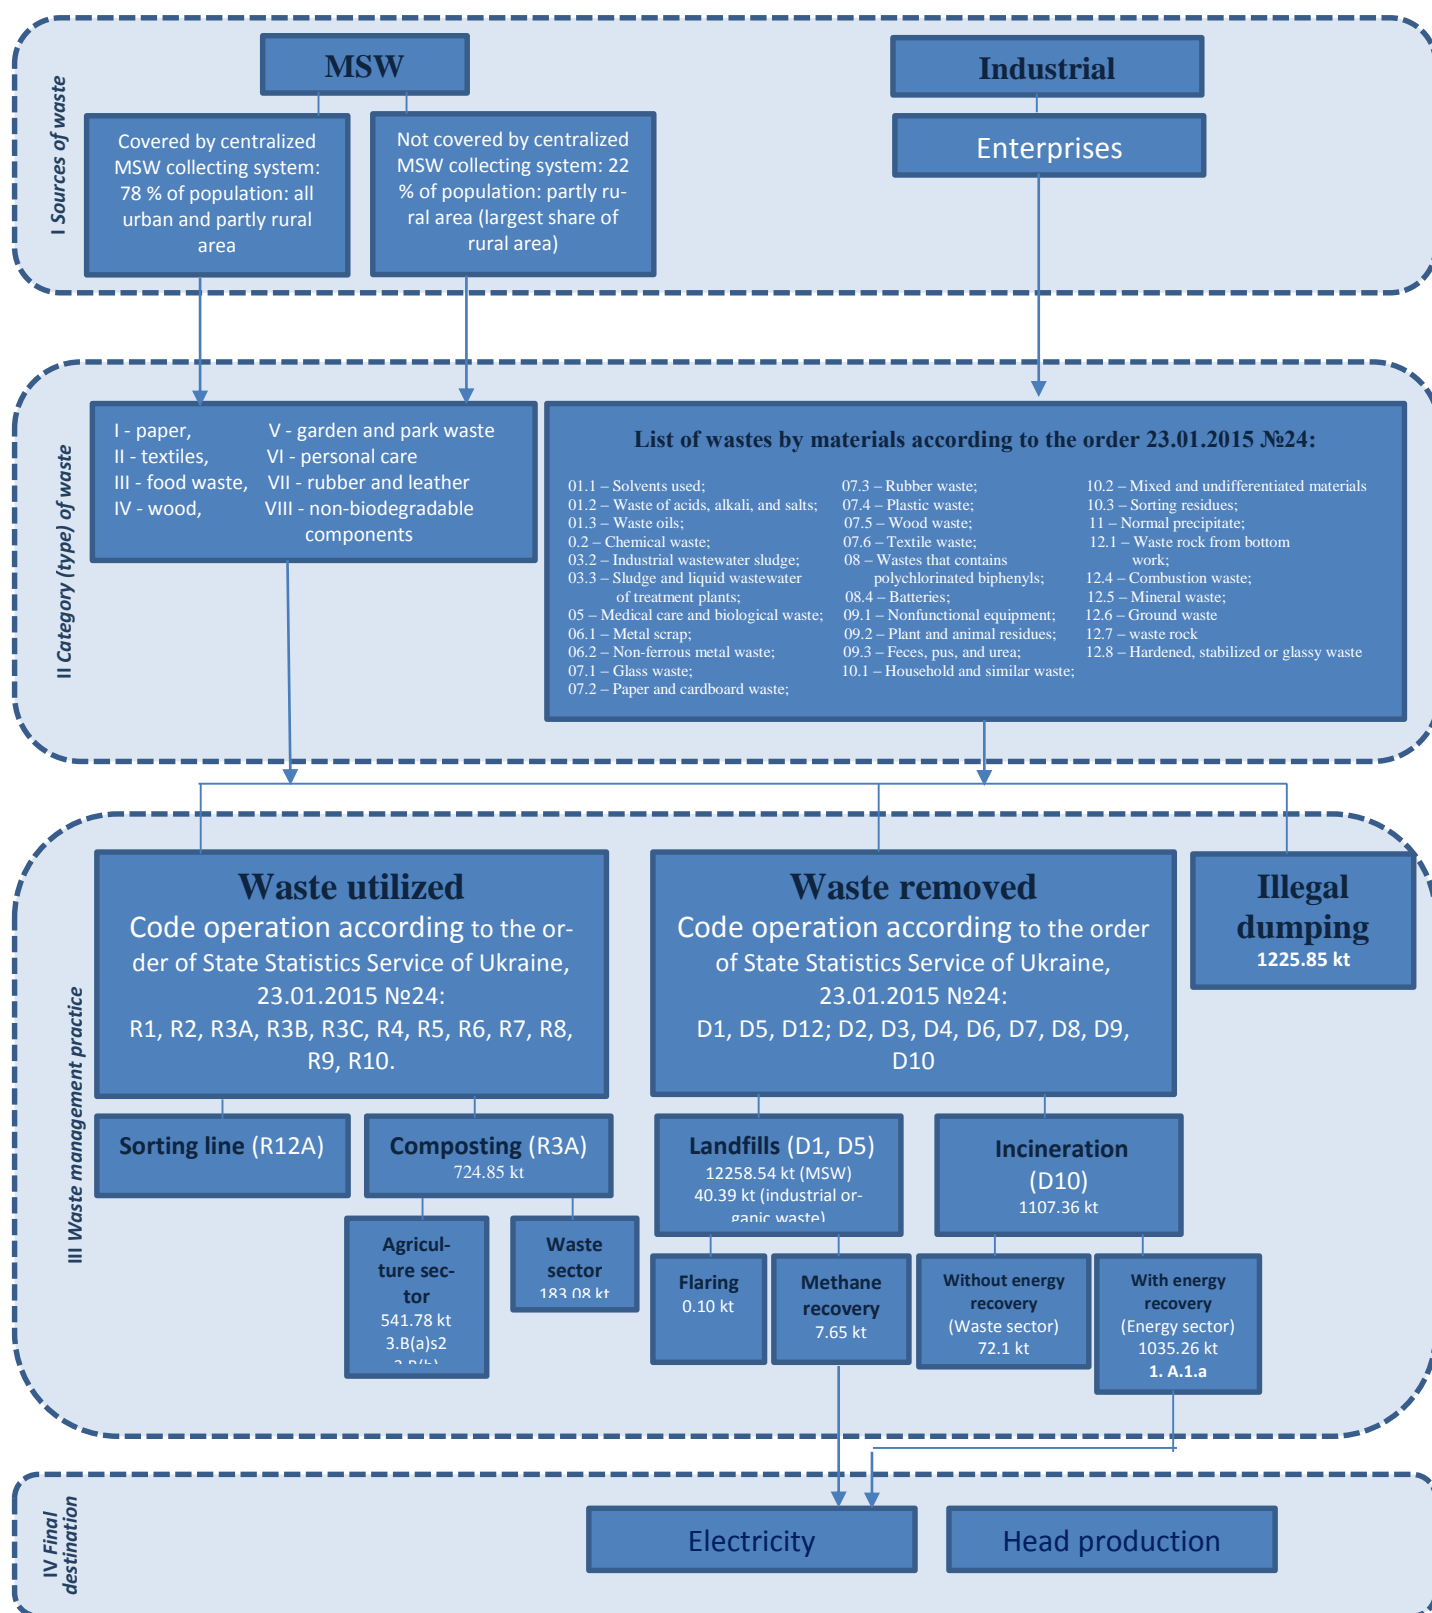 I Sources of waste
MSW
Industrial
Covered by centralized
MSW collecting system:
78 % of population: all
urban and partly rural
area
Not covered by centralized
MSW collecting system: 22
% of population: partly ru-
ral area (largest share of
rural area)
Enterprises
II Category (type) of waste
I - paper,
II - textiles,
III - food waste,
IV - wood,
V - garden and park waste
VI - personal care
VII - rubber and leather
VIII - non-biodegradable
components
List of wastes by materials according to the order 23.01.2015 №24:
01.1 – Solvents used;
01.2 – Waste of acids, alkali, and salts;
01.3 – Waste oils;
0.2 – Chemical waste;
03.2 – Industrial wastewater sludge;
03.3 – Sludge and liquid wastewater
of treatment plants;
05 – Medical care and biological waste;
06.1 – Metal scrap;
06.2 – Non-ferrous metal waste;
07.1 – Glass waste;
07.2 – Paper and cardboard waste;
07.3 – Rubber waste;
07.4 – Plastic waste;
07.5 – Wood waste;
07.6 – Textile waste;
08 – Wastes that contains
polychlorinated biphenyls;
08.4 – Batteries;
09.1 – Nonfunctional equipment;
09.2 – Plant and animal residues;
09.3 – Feces, pus, and urea;
10.1 – Household and similar waste;
10.2 – Mixed and undifferentiated materials
10.3 – Sorting residues;
11 – Normal precipitate;
12.1 – Waste rock from bottom
work;
12.4 – Combustion waste;
12.5 – Mineral waste;
12.6 – Ground waste
12.7 – waste rock
12.8 – Hardened, stabilized or glassy waste
III Waste management practice
Waste utilized
Code operation according to the or-
der of State Statistics Service of Ukraine,
23.01.2015 №24:
R1, R2, R3A, R3B, R3C, R4, R5, R6, R7, R8,
R9, R10.
Waste removed
Code operation according to the order
of State Statistics Service of Ukraine,
23.01.2015 №24:
D1, D5, D12; D2, D3, D4, D6, D7, D8, D9,
D10
Illegal
dumping
1225.85 kt
Sorting line (R12A)
Composting (R3A)
724.85 kt
Landfills (D1, D5)
12258.54 kt (MSW)
40.39 kt (industrial or-
ganic waste)
Incineration
(D10)
1107.36 kt
Agricul-
ture sec-
tor
541.78 kt
3.B(a)s2
Waste
sector
183.08 kt
Flaring
0.10 kt
Methane
recovery
7.65 kt
Without energy
recovery
(Waste sector)
72.1 kt
With energy
recovery
(Energy sector)
1035.26 kt
1. A.1.a
IV Final
destination
Electricity
Head production